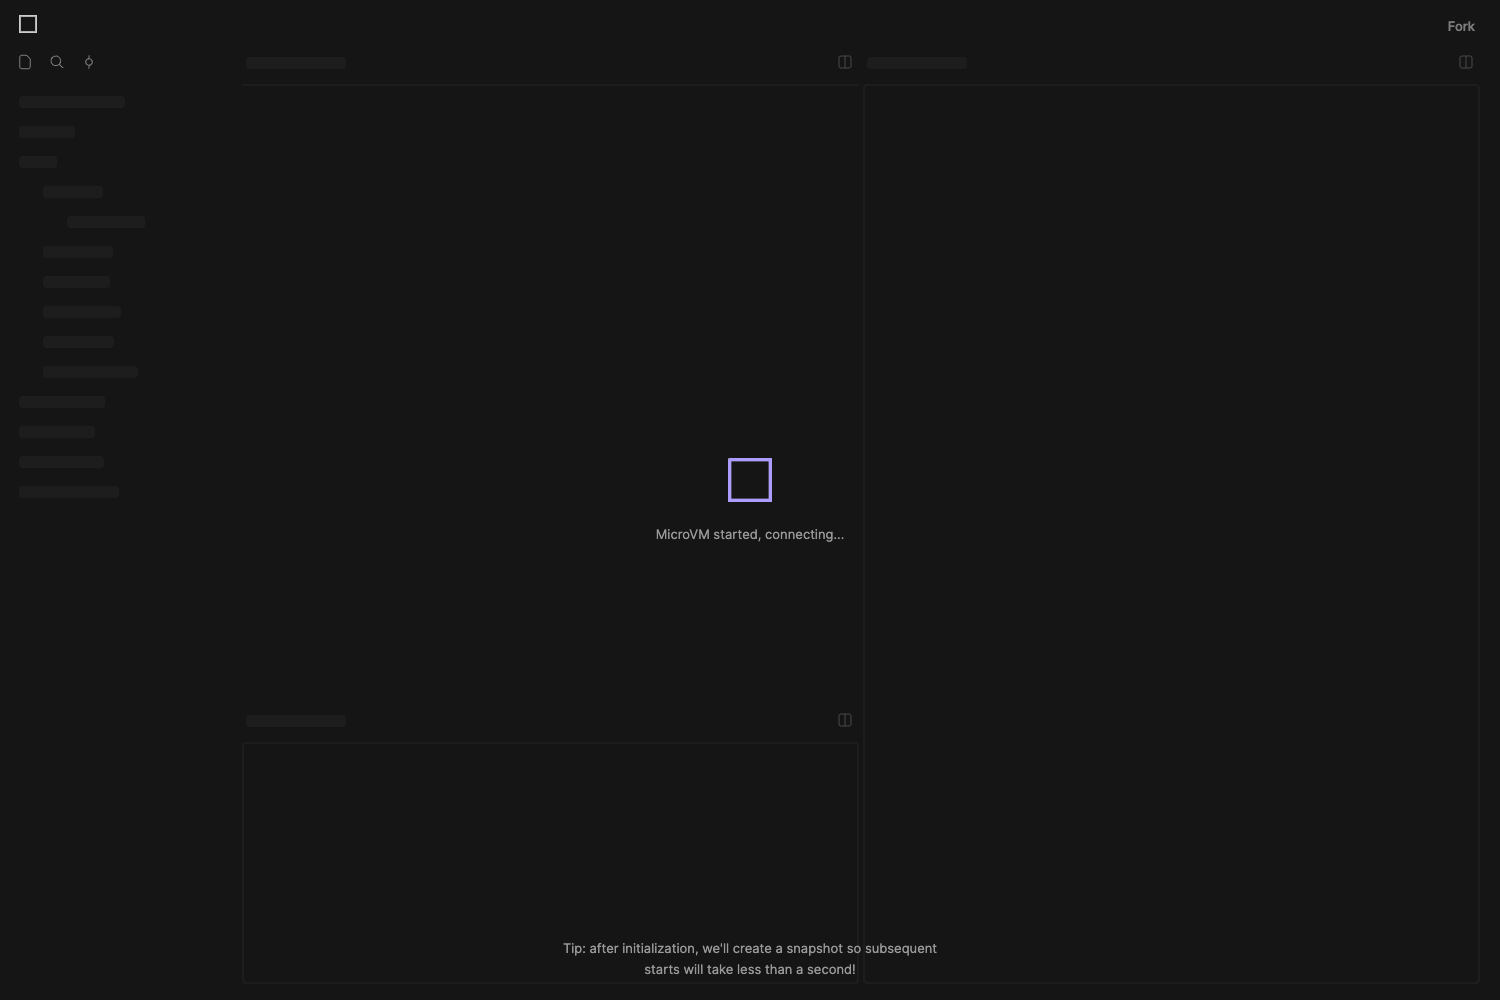 Fork
MicroVM started, connecting...
Tip: after initialization, we'll create a snapshot so subsequent
starts will take less than a second!